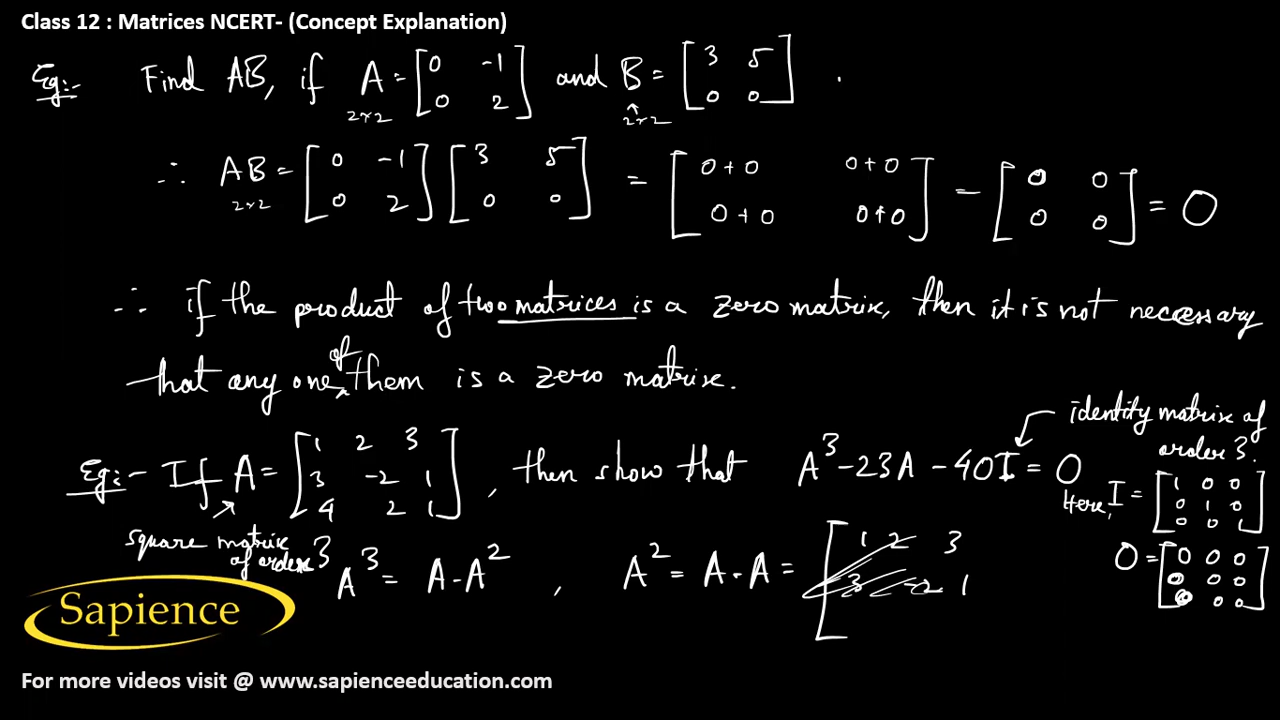 Class 12 : Matrices NCERT- (Concept Explanation)
Eg:- Find AB, if A = [0 -1 and B = [3 5
0 2] 0 0] .
2×2 2×2
∴ AB = [0 -1 [3 5 = [0+0 0+0 = [0 0 = 0
0 2] 0 0] 0+0 0+0] 0 0]
2×2
∴ if the product of two matrices is a zero matrix, then it is not necessary
that any one of them is a zero matrix.
Eg:- If A = [1 2 3
3 -2 1
4 2 1] , then show that A³ - 23A - 40I = 0
identity matrix of
order 3.
Here, I = [1 0 0
0 1 0
0 0 1]
square matrix
of order 3
A³ = A.A² , A² = A.A = [1 2 3
3 -2 1
0 = [0 0 0
0 0 0
0 0 0]
Sapience
For more videos visit @ www.sapienceeducation.com